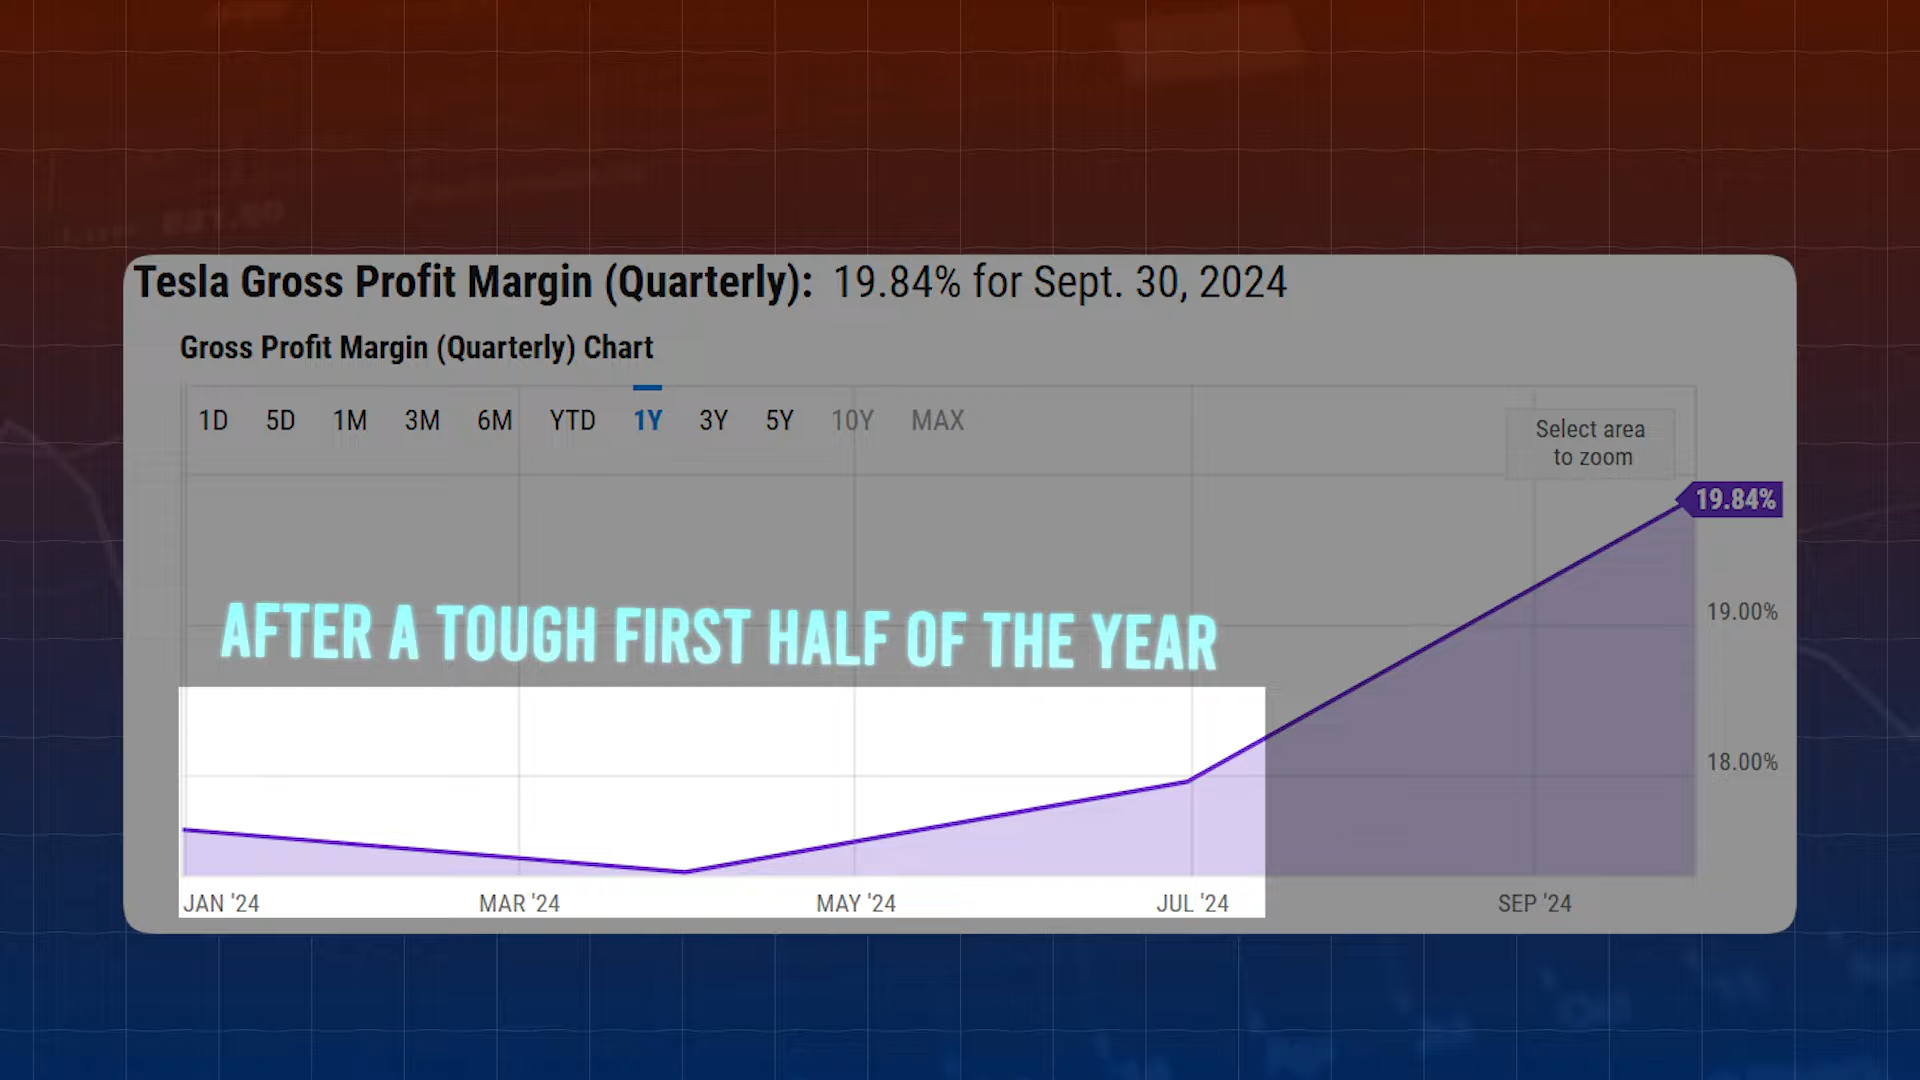 Tesla Gross Profit Margin (Quarterly): 19.84% for Sept. 30, 2024
Gross Profit Margin (Quarterly) Chart
1D 5D 1M 3M 6M YTD 1Y 3Y 5Y 10Y MAX
Select area
to zoom
19.84%
19.00%
AFTER A TOUGH FIRST HALF OF THE YEAR
18.00%
JAN '24 MAR '24 MAY '24 JUL '24 SEP '24